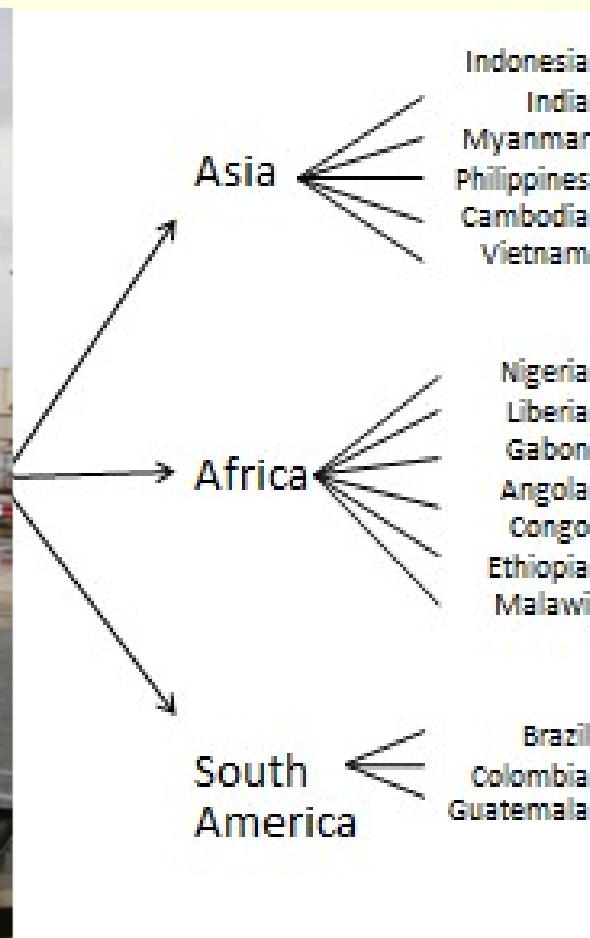 Indonesia
India
Myanmar
Philippines
Cambodia
Vietnam
Asia
Nigeria
Liberia
Gabon
Angola
Congo
Ethiopia
Malawi
Africa
Brazil
Colombia
Guatemala
South
America